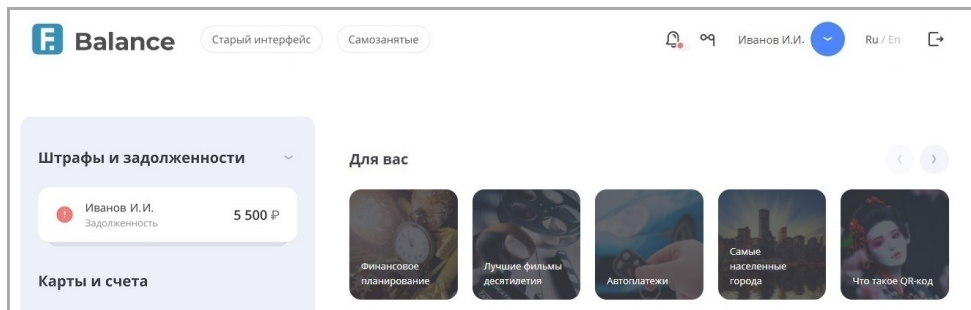 F. Balance
Старый интерфейс
Самозанятые
Иванов И.И.
Ru / En
Штрафы и задолженности
Иванов И.И.
Задолженность
5 500 ₽
Карты и счета
Для вас
Финансовое
планирование
Лучшие фильмы
десятилетия
Автоплатежи
Самые
населенные
города
Что такое QR-код